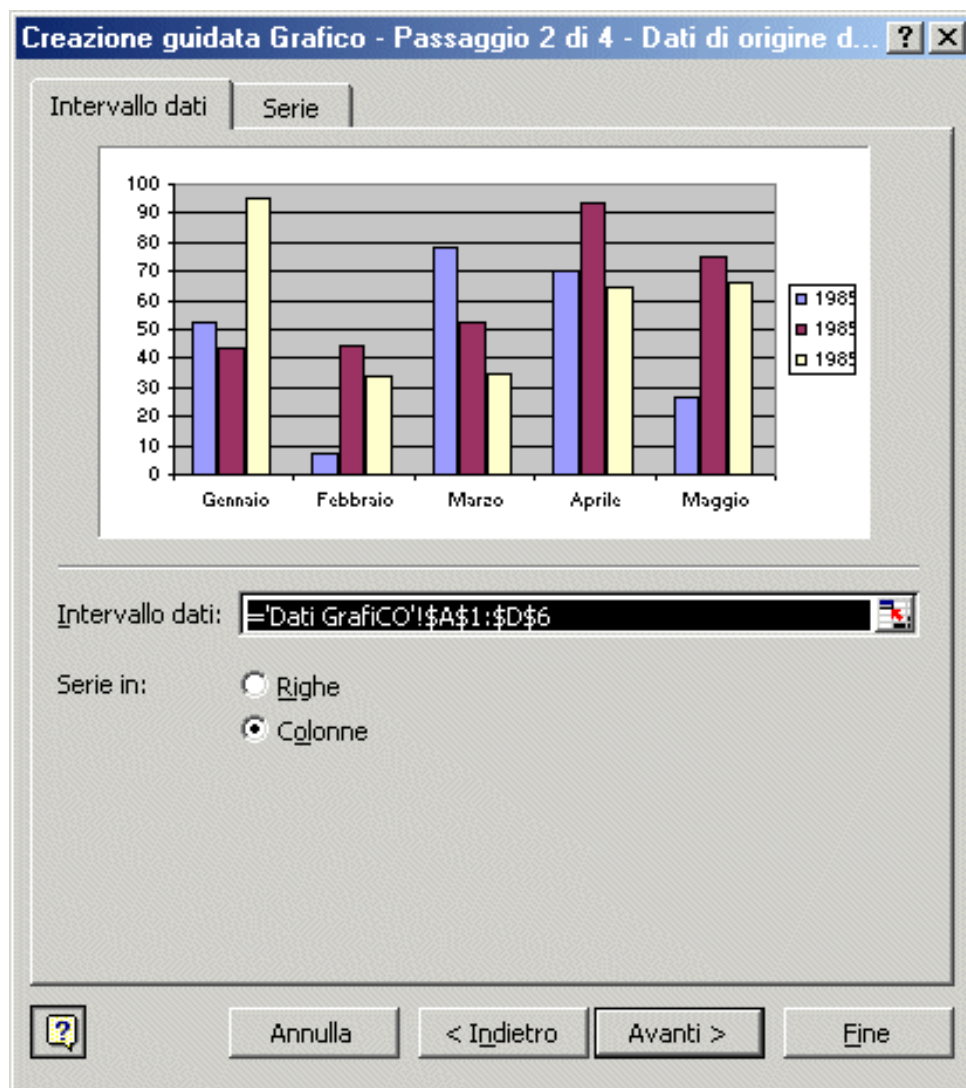 Creazione guidata Grafico - Passaggio 2 di 4 - Dati di origine d...
Intervallo dati
Serie
100
90
80
70
60
50
40
30
20
10
0
Gennaio
Febbraio
Marzo
Aprile
Maggio
1985
1985
1985
Intervallo dati:
='Dati GrafiCO'!$A$1:$D$6
Serie in:
Righe
Colonne
?
Annulla
< Indietro
Avanti >
Fine